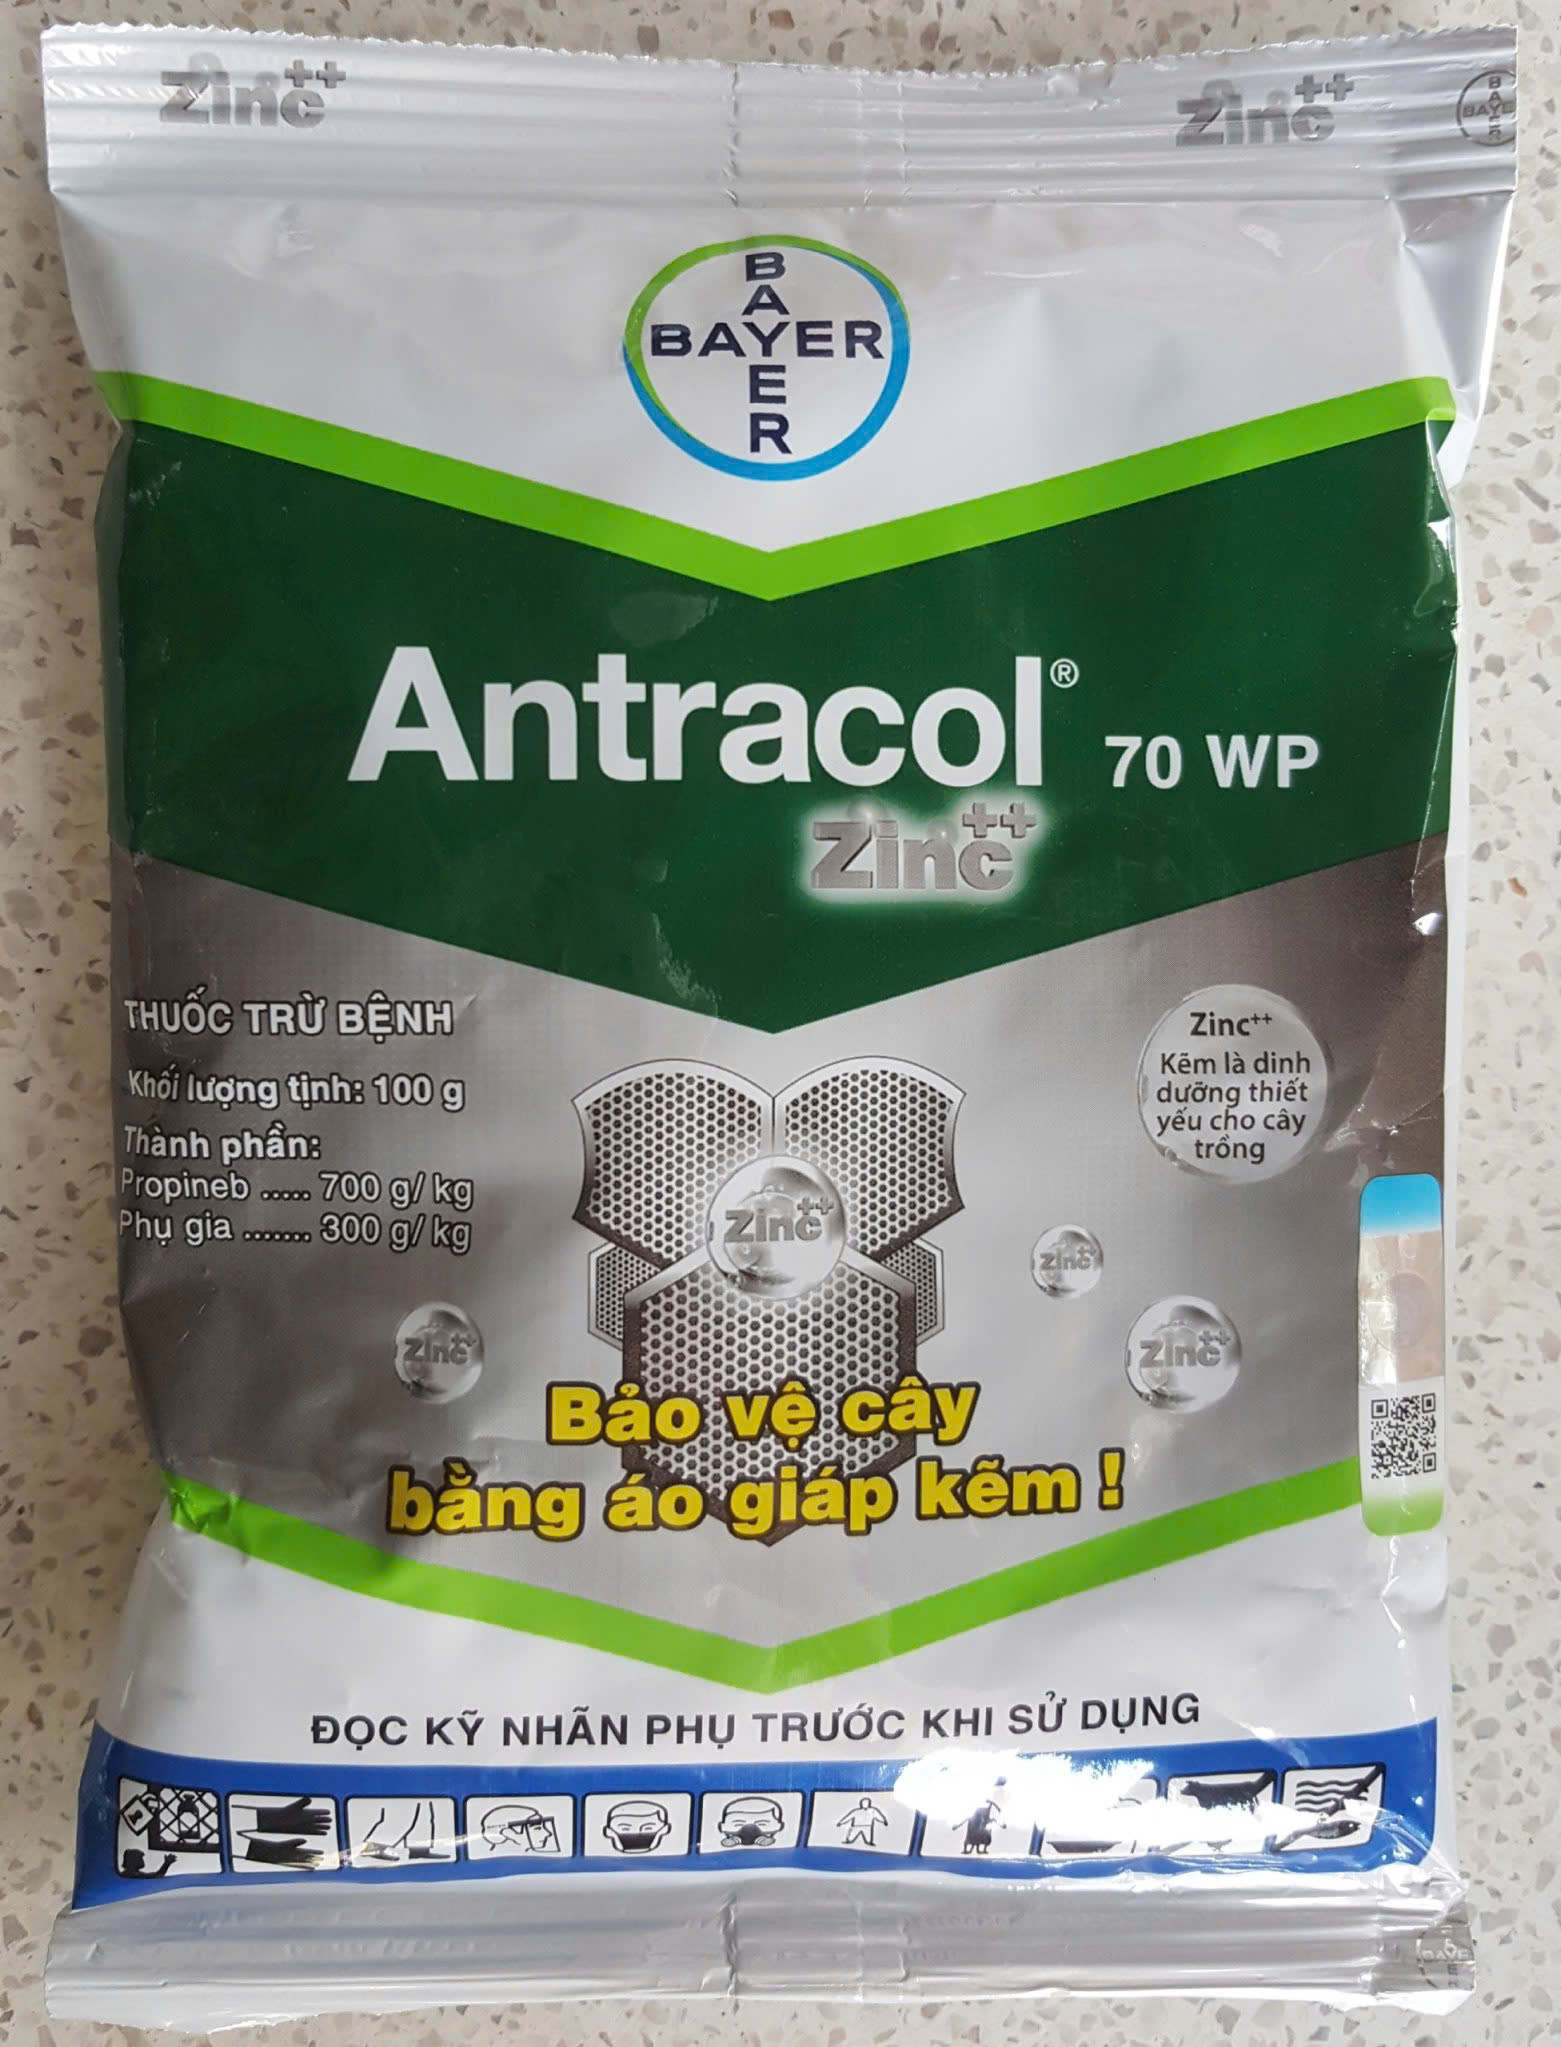 Zinc++
Zinc++
BAYER
BAYER
BAYER
BAYER
Antracol® 70 WP
Zinc++
THUỐC TRỪ BỆNH
Khối lượng tịnh: 100 g
Thành phần:
Propineb ..... 700 g/ kg
Phụ gia ....... 300 g/ kg
Zinc++
Kẽm là dinh
dưỡng thiết
yếu cho cây
trồng
Zinc++
Zinc++
Zinc++
Zinc++
Bảo vệ cây
bằng áo giáp kẽm !
ĐỌC KỸ NHÃN PHỤ TRƯỚC KHI SỬ DỤNG